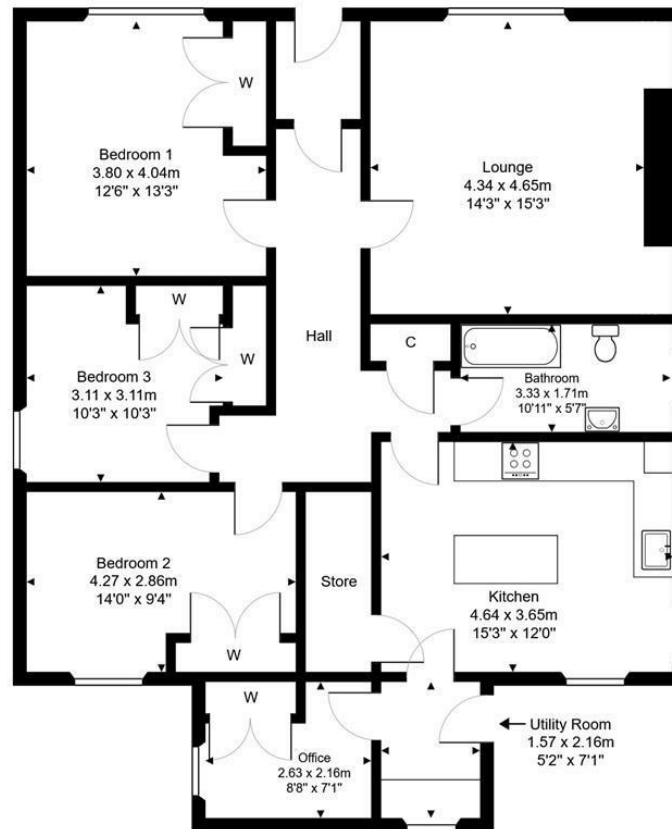 W
Bedroom 1
3.80 x 4.04m
12'6" x 13'3"
Lounge
4.34 x 4.65m
14'3" x 15'3"
W
W
Hall
C
Bedroom 3
3.11 x 3.11m
10'3" x 10'3"
Bathroom
3.33 x 1.71m
10'11" x 5'7"
Bedroom 2
4.27 x 2.86m
14'0" x 9'4"
W
Store
Kitchen
4.64 x 3.65m
15'3" x 12'0"
W
Office
2.63 x 2.16m
8'8" x 7'1"
Utility Room
1.57 x 2.16m
5'2" x 7'1"